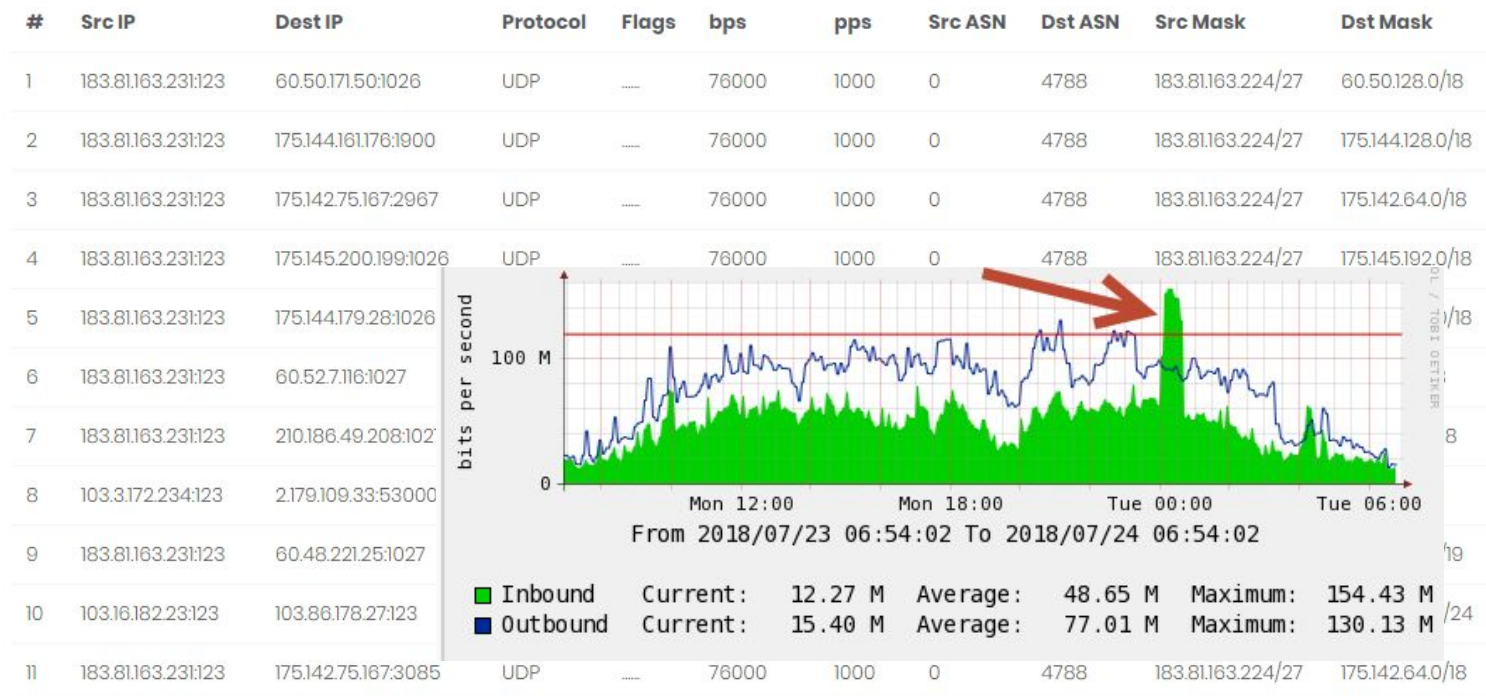 # Src IP Dest IP Protocol Flags bps pps Src ASN Dst ASN Src Mask Dst Mask
1 183.81.163.231:123 60.50.171.50:1026 UDP ...... 76000 1000 0 4788 183.81.163.224/27 60.50.128.0/18
2 183.81.163.231:123 175.144.161.176:1900 UDP ...... 76000 1000 0 4788 183.81.163.224/27 175.144.128.0/18
3 183.81.163.231:123 175.142.75.167:2967 UDP ...... 76000 1000 0 4788 183.81.163.224/27 175.142.64.0/18
4 183.81.163.231:123 175.145.200.199:1026 UDP ...... 76000 1000 0 4788 183.81.163.224/27 175.145.192.0/18
5 183.81.163.231:123 175.144.179.28:1026 /18
6 183.81.163.231:123 60.52.7.116:1027
7 183.81.163.231:123 210.186.49.208:102 8
8 103.3.172.234:123 2.179.109.33:53000
9 183.81.163.231:123 60.48.221.25:1027 /19
10 103.16.182.23:123 103.86.178.27:123 /24
11 183.81.163.231:123 175.142.75.167:3085 UDP ...... 76000 1000 0 4788 183.81.163.224/27 175.142.64.0/18
bits per second
100 M
0
Mon 12:00 Mon 18:00 Tue 00:00 Tue 06:00
From 2018/07/23 06:54:02 To 2018/07/24 06:54:02
Inbound Current: 12.27 M Average: 48.65 M Maximum: 154.43 M
Outbound Current: 15.40 M Average: 77.01 M Maximum: 130.13 M
OL / TOBI OETIKER